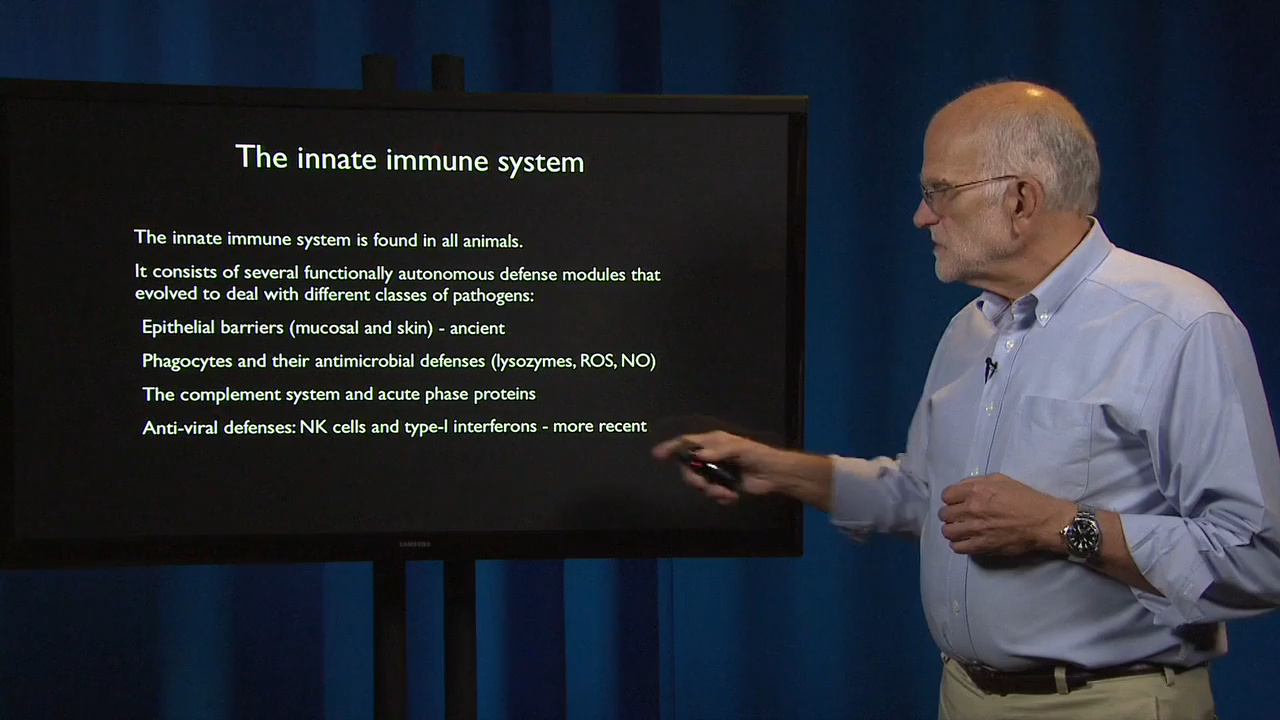 The innate immune system
The innate immune system is found in all animals.
It consists of several functionally autonomous defense modules that
evolved to deal with different classes of pathogens:
Epithelial barriers (mucosal and skin) - ancient
Phagocytes and their antimicrobial defenses (lysozymes, ROS, NO)
The complement system and acute phase proteins
Anti-viral defenses: NK cells and type-I interferons - more recent
SAMSUNG